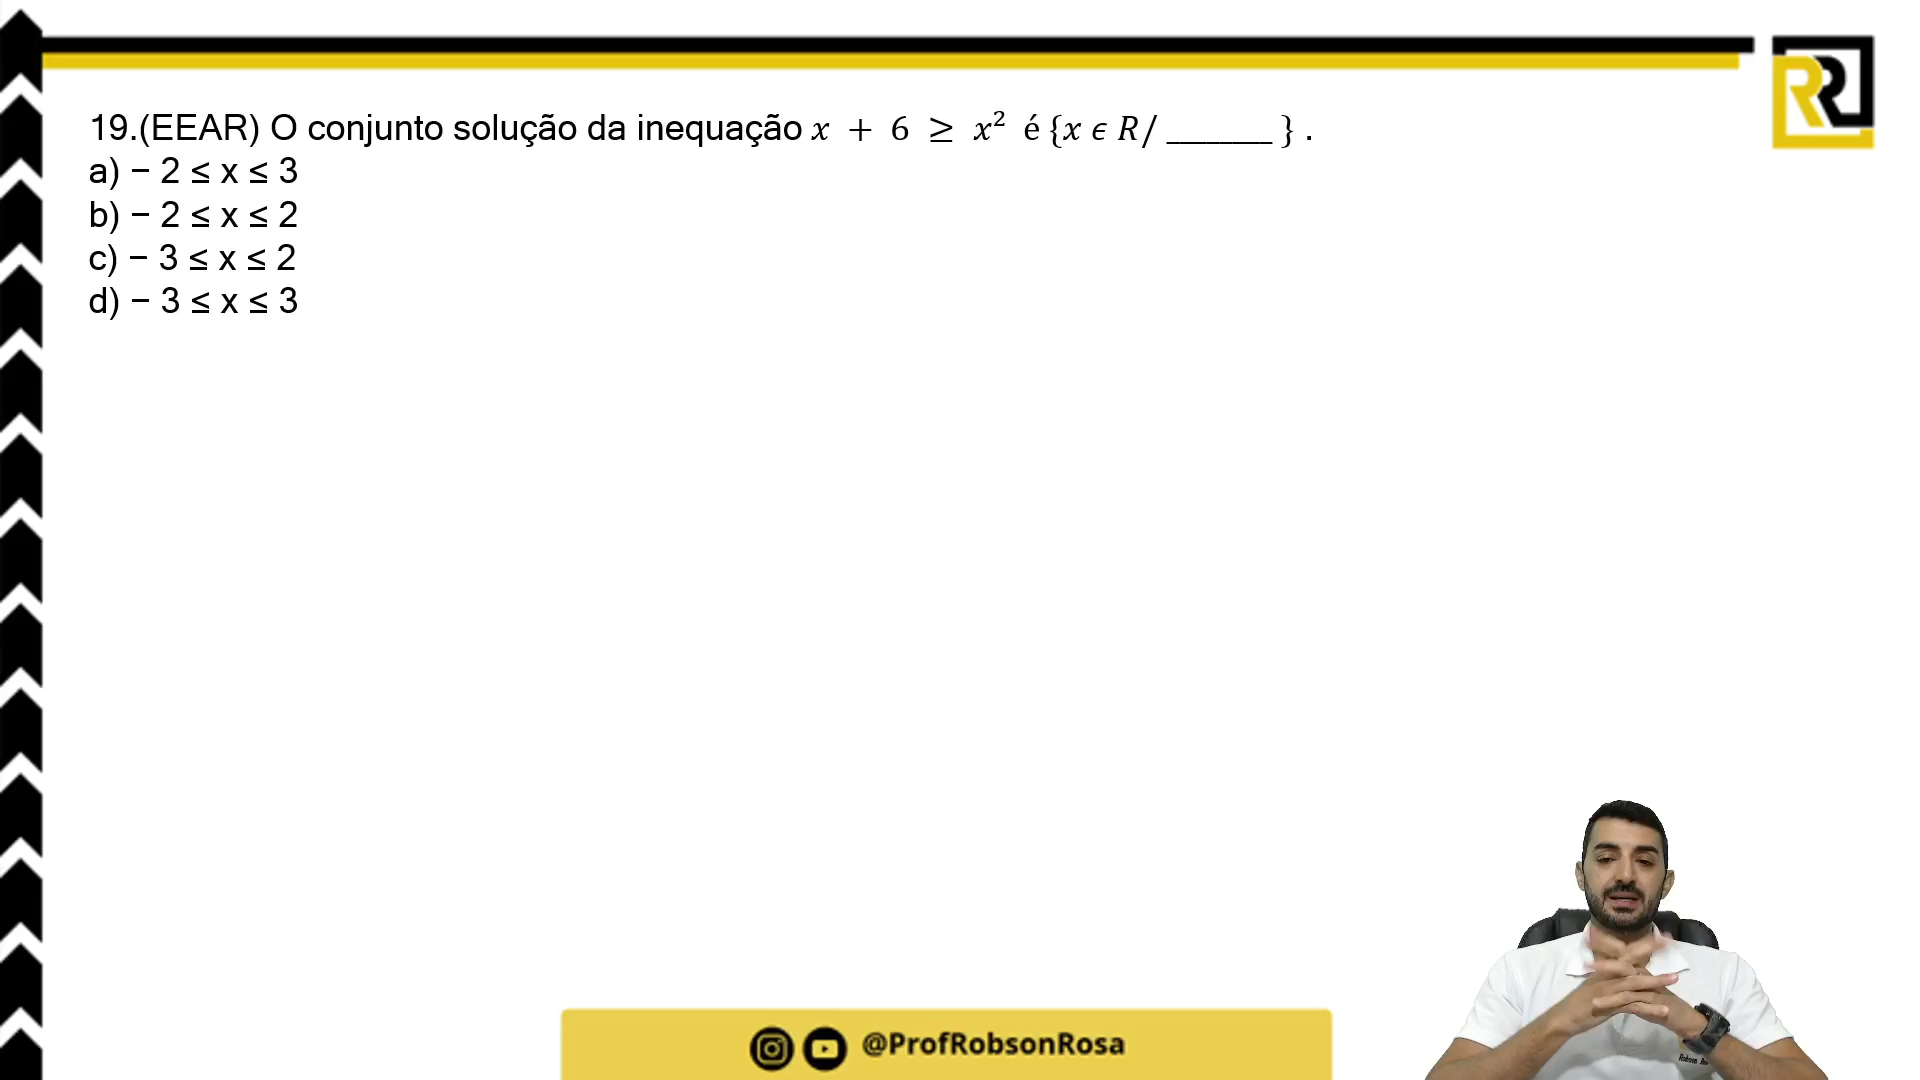 19.(EEAR) O conjunto solução da inequação x + 6 ≥ x² é {x ϵ R/ ______ } .
a) − 2 ≤ x ≤ 3
b) − 2 ≤ x ≤ 2
c) − 3 ≤ x ≤ 2
d) − 3 ≤ x ≤ 3
@ProfRobsonRosa